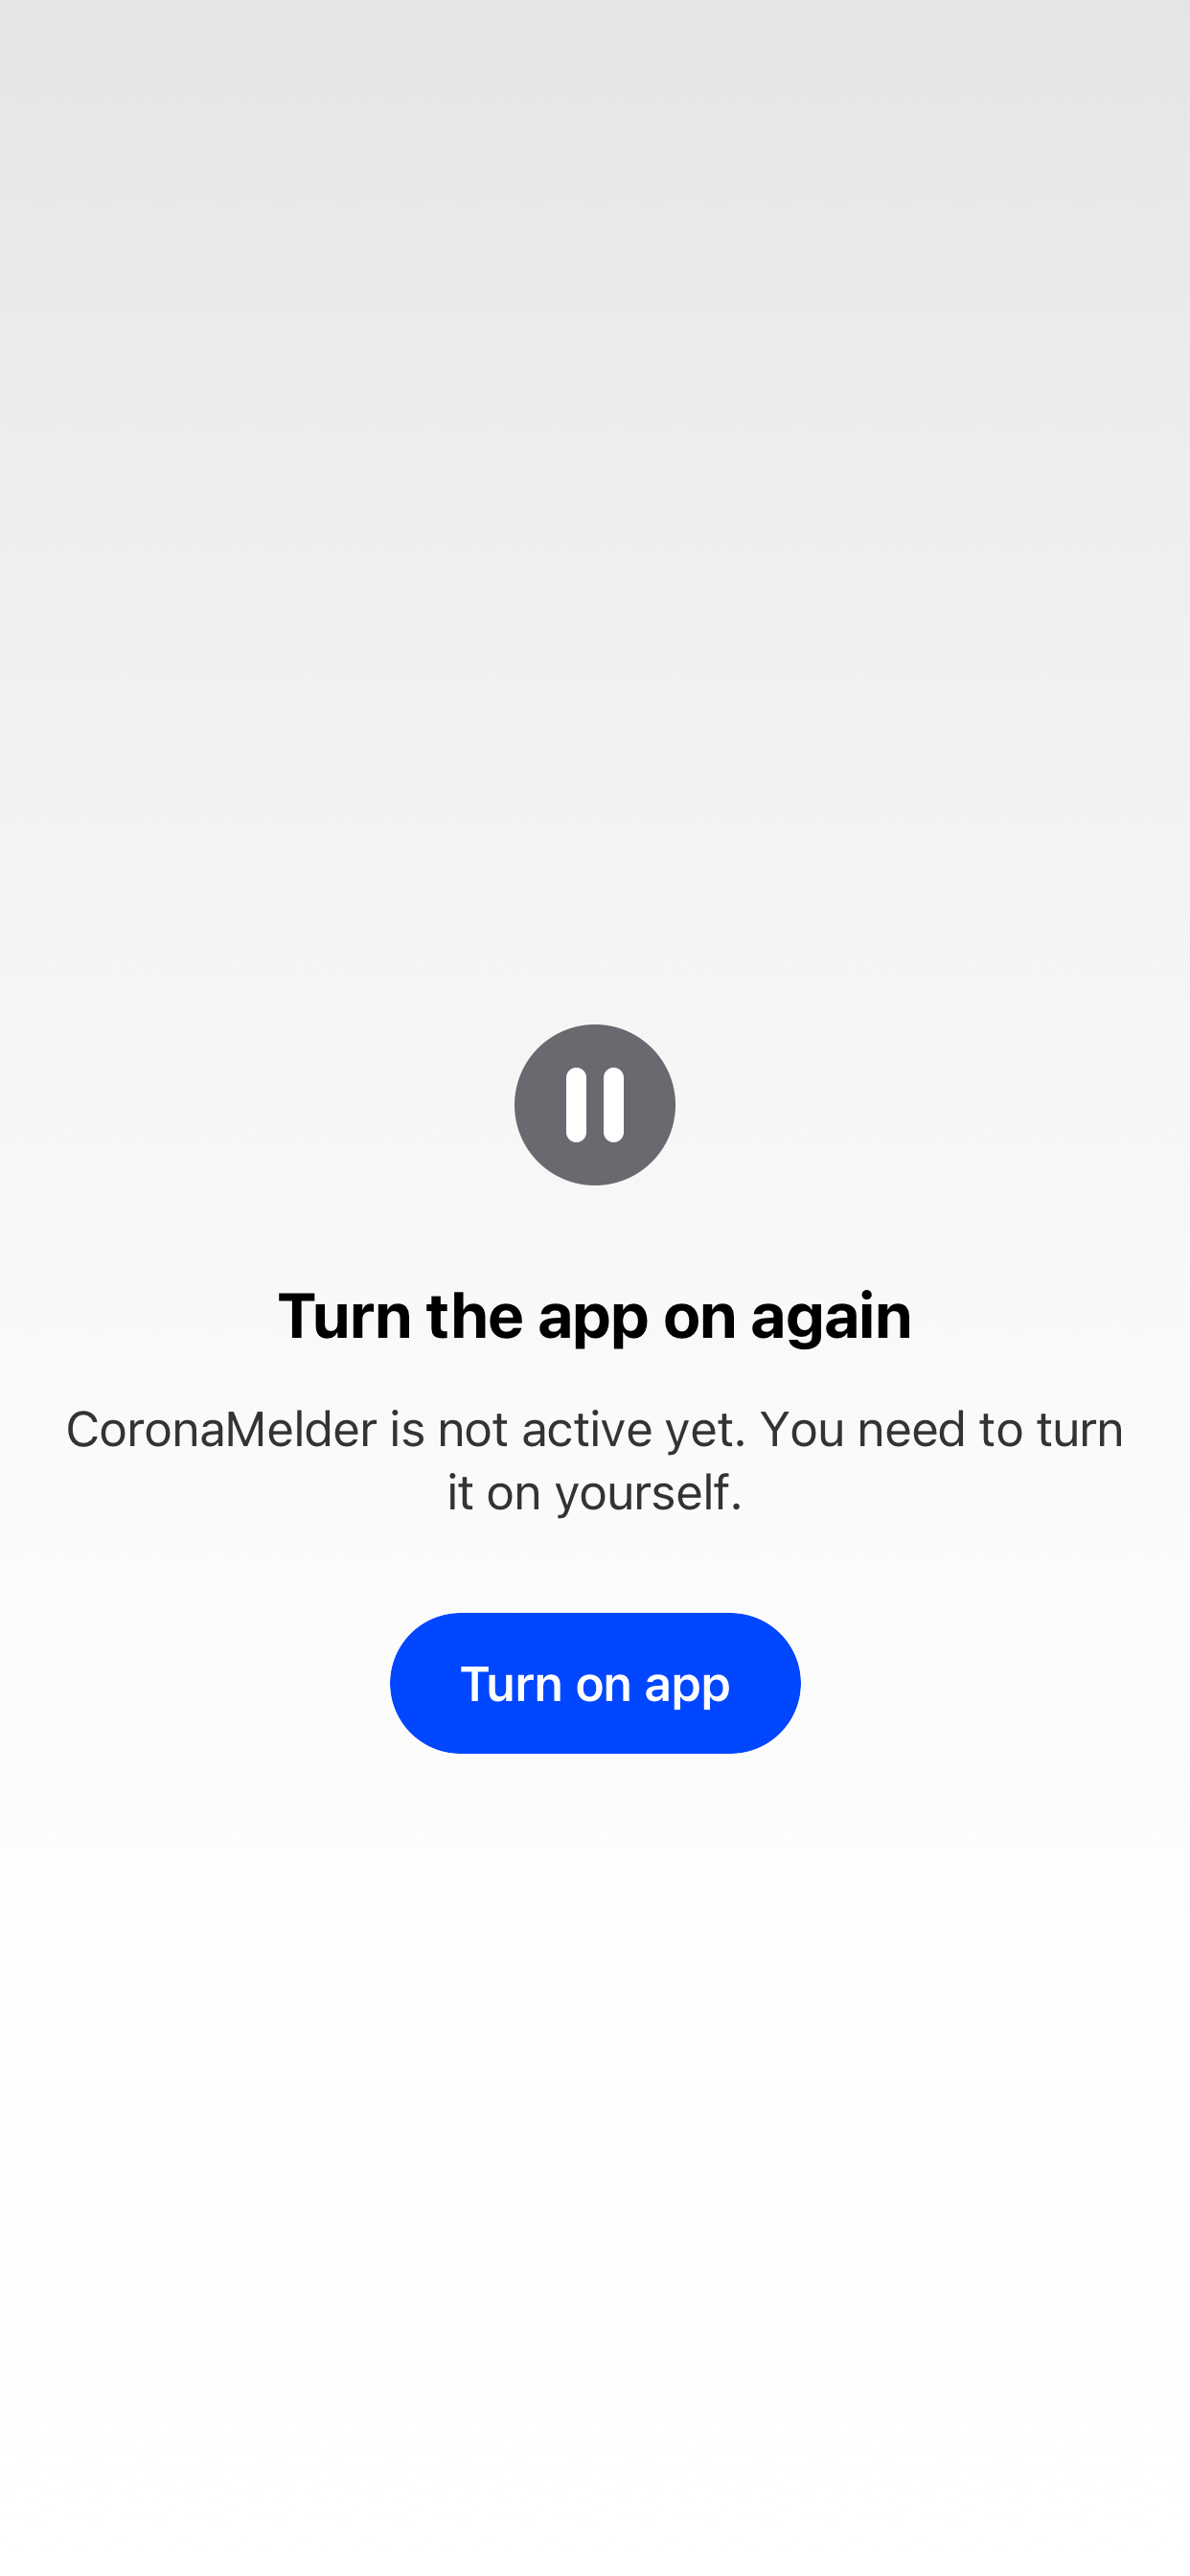 Turn the app on again
CoronaMelder is not active yet. You need to turn
it on yourself.
Turn on app